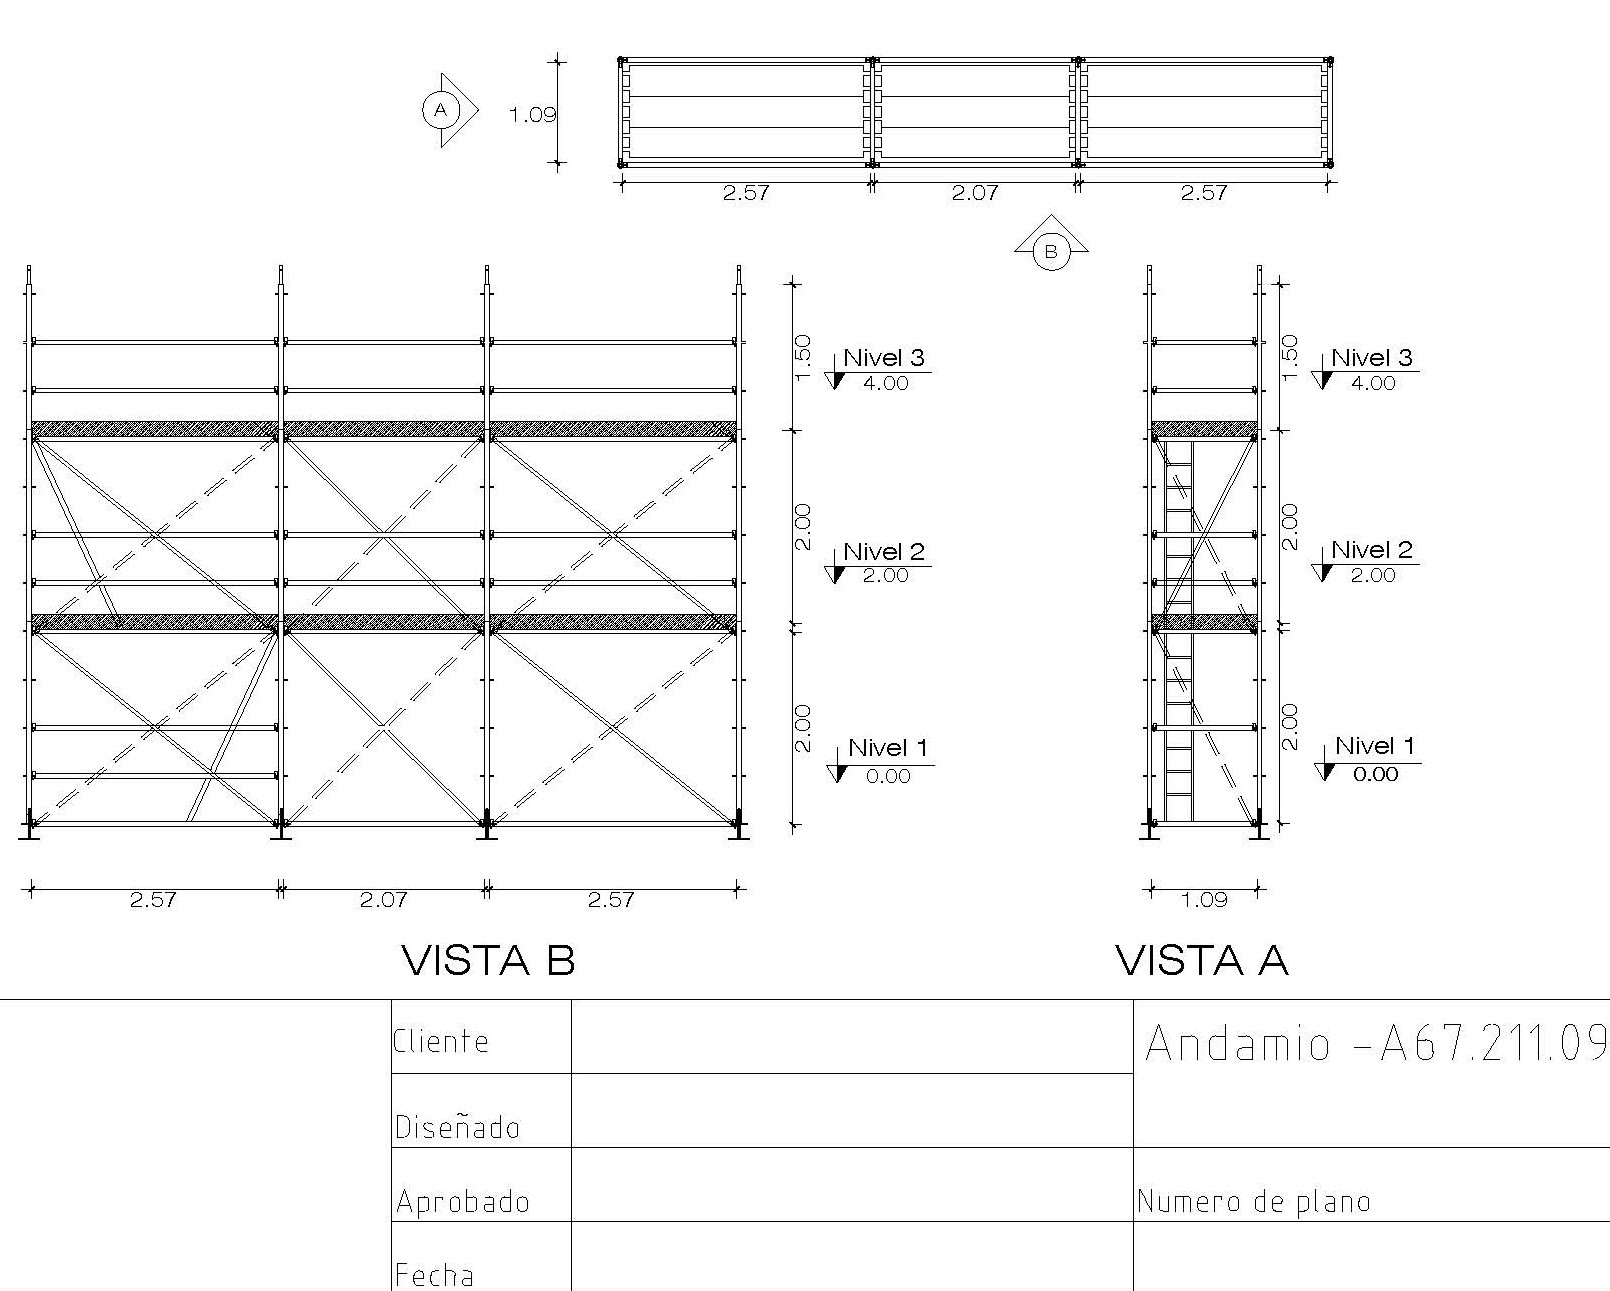 A
1.09
2.57 2.07 2.57
B
1.50
Nivel 3
4.00
2.00
Nivel 2
2.00
2.00
Nivel 1
0.00
2.57 2.07 2.57
VISTA B
1.50
Nivel 3
4.00
2.00
Nivel 2
2.00
2.00
Nivel 1
0.00
1.09
VISTA A
Cliente
Andamio -A67.211.09
Diseñado
Aprobado
Numero de plano
Fecha